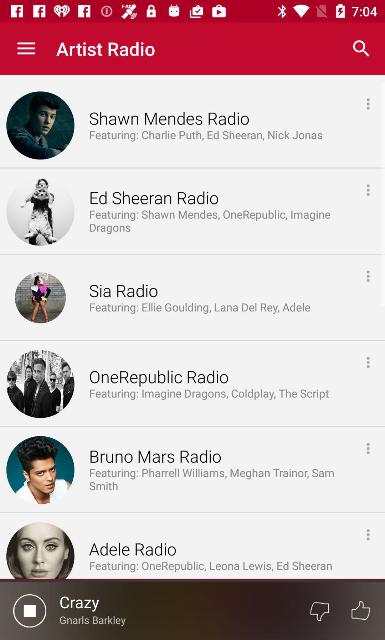 7:04
Artist Radio
Shawn Mendes Radio
Featuring: Charlie Puth, Ed Sheeran, Nick Jonas
Ed Sheeran Radio
Featuring: Shawn Mendes, OneRepublic, Imagine
Dragons
Sia Radio
Featuring: Ellie Goulding, Lana Del Rey, Adele
OneRepublic Radio
Featuring: Imagine Dragons, Coldplay, The Script
Bruno Mars Radio
Featuring: Pharrell Williams, Meghan Trainor, Sam
Smith
Adele Radio
Featuring: OneRepublic, Leona Lewis, Ed Sheeran
Crazy
Gnarls Barkley